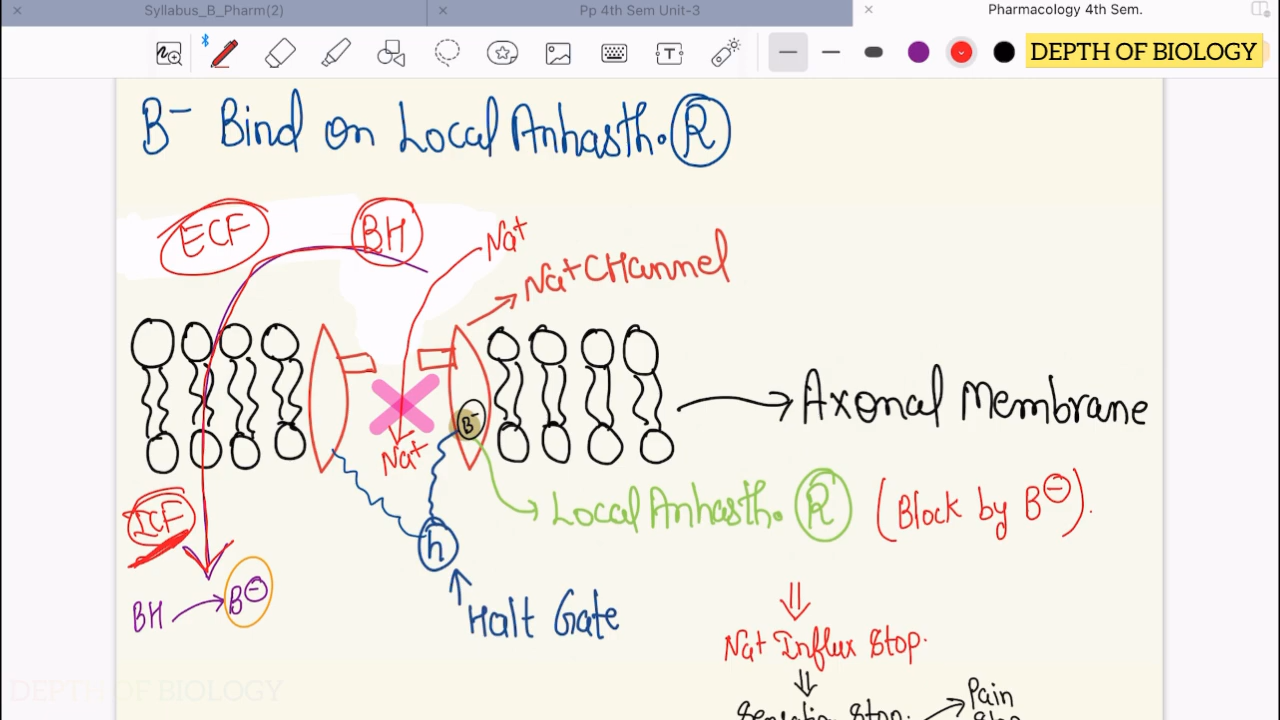 Syllabus_B_Pharm(2)
Pp 4th Sem Unit-3
Pharmacology 4th Sem.
DEPTH OF BIOLOGY
B⁻ Bind on Local Anhasth. R
ECF
BH
Na⁺
Na⁺ CHannel
B⁻
Na⁺
Axonal Membrane
Local Anhasth. R (Block by B⊖).
ICF
h
BH → B⊖
Halt Gate
Na⁺ Influx Stop.
DEPTH OF BIOLOGY
Pain
Stop.